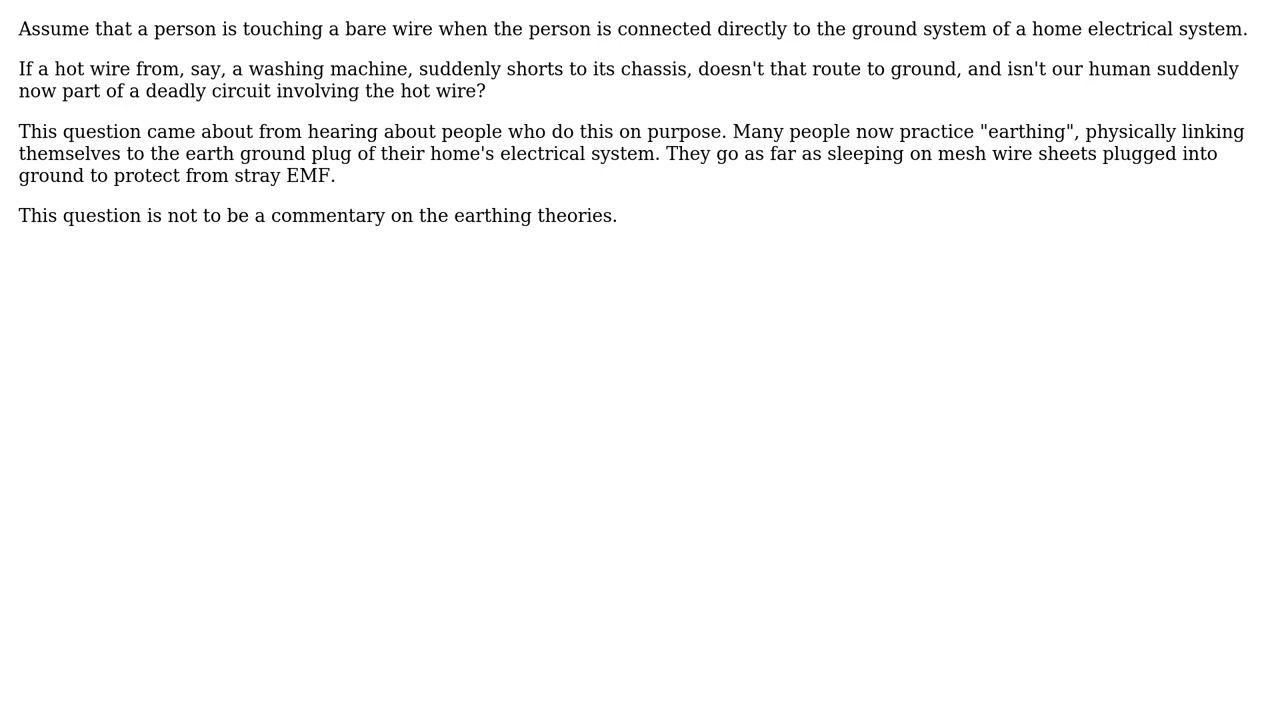 Assume that a person is touching a bare wire when the person is connected directly to the ground system of a home electrical system.
If a hot wire from, say, a washing machine, suddenly shorts to its chassis, doesn't that route to ground, and isn't our human suddenly
now part of a deadly circuit involving the hot wire?
This question came about from hearing about people who do this on purpose. Many people now practice "earthing", physically linking
themselves to the earth ground plug of their home's electrical system. They go as far as sleeping on mesh wire sheets plugged into
ground to protect from stray EMF.
This question is not to be a commentary on the earthing theories.